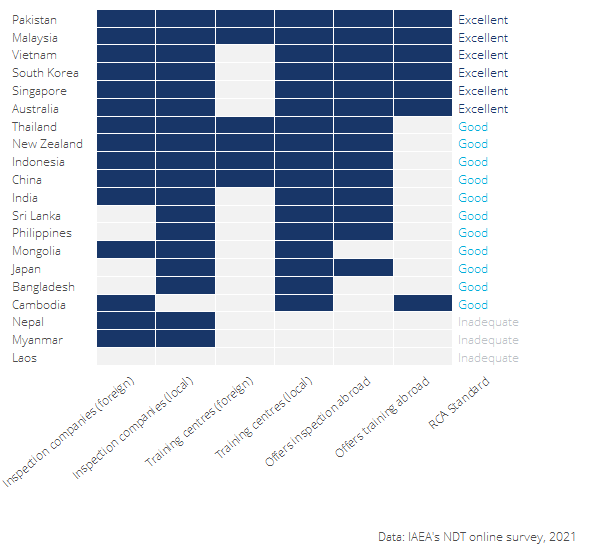 Pakistan Excellent
Malaysia Excellent
Vietnam Excellent
South Korea Excellent
Singapore Excellent
Australia Excellent
Thailand Good
New Zealand Good
Indonesia Good
China Good
India Good
Sri Lanka Good
Philippines Good
Mongolia Good
Japan Good
Bangladesh Good
Cambodia Good
Nepal Inadequate
Myanmar Inadequate
Laos Inadequate
Inspection companies (foreign)
Inspection companies (local)
Training centres (foreign)
Training centres (local)
Offers inspection abroad
Offers training abroad
RCA Standard
Data: IAEA's NDT online survey, 2021